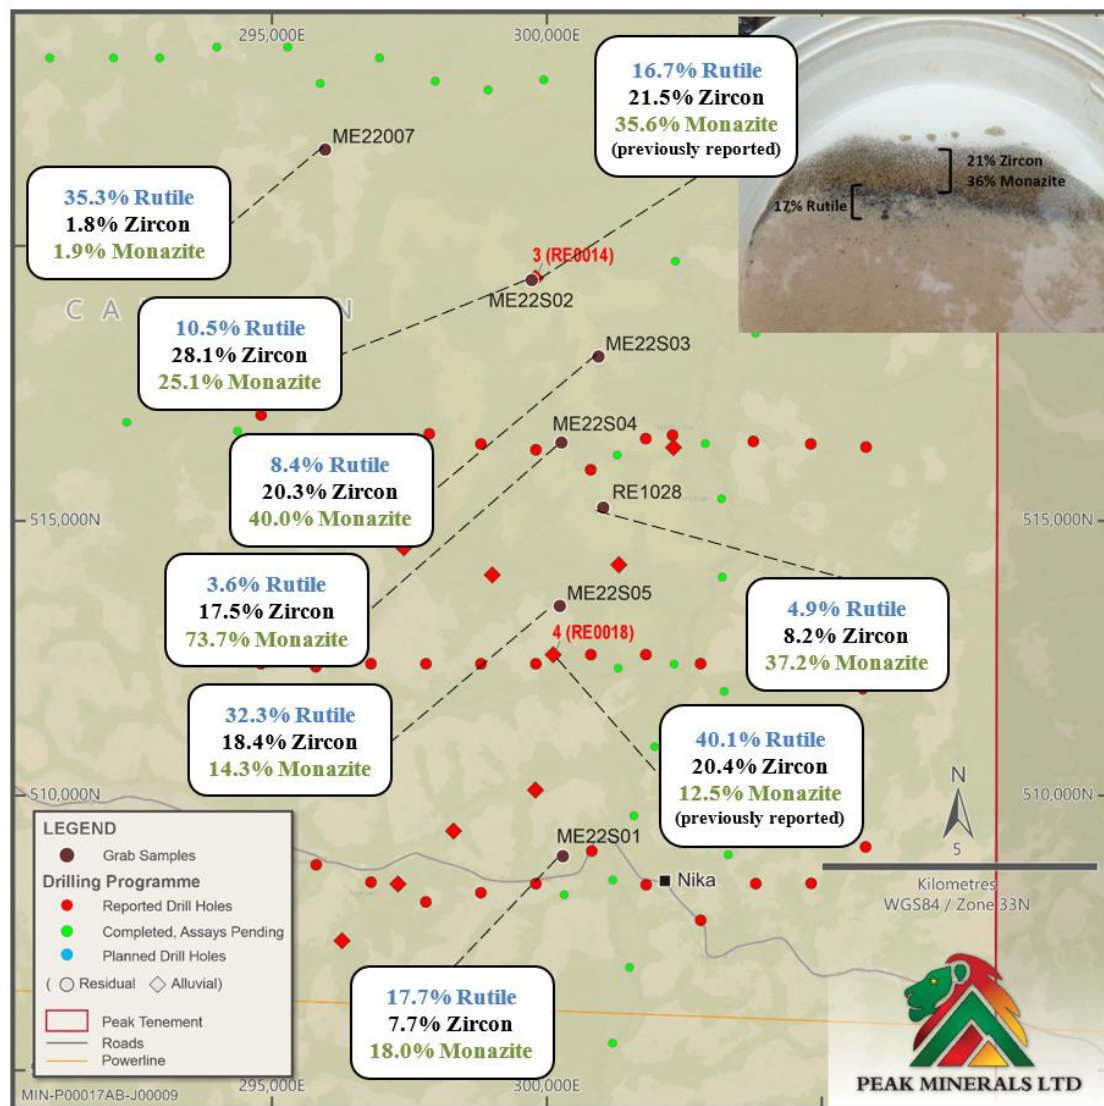 295,000E
300,000E
16.7% Rutile
21.5% Zircon
35.6% Monazite
(previously reported)
21% Zircon
36% Monazite
17% Rutile
ME22007
35.3% Rutile
1.8% Zircon
1.9% Monazite
3 (RE0014)
ME22S02
C A
N
10.5% Rutile
28.1% Zircon
25.1% Monazite
ME22S03
ME22S04
8.4% Rutile
20.3% Zircon
40.0% Monazite
RE1028
515,000N
515,000N
3.6% Rutile
17.5% Zircon
73.7% Monazite
ME22S05
4 (RE0018)
4.9% Rutile
8.2% Zircon
37.2% Monazite
32.3% Rutile
18.4% Zircon
14.3% Monazite
40.1% Rutile
20.4% Zircon
12.5% Monazite
(previously reported)
510,000N
510,000N
N
5
Kilometres
WGS84 / Zone 33N
ME22S01
Nika
LEGEND
Grab Samples
Drilling Programme
Reported Drill Holes
Completed, Assays Pending
Planned Drill Holes
( Residual Alluvial)
Peak Tenement
Roads
Powerline
17.7% Rutile
7.7% Zircon
18.0% Monazite
PEAK MINERALS LTD
MIN-P00017AB-J00009
295,000E
300,000E